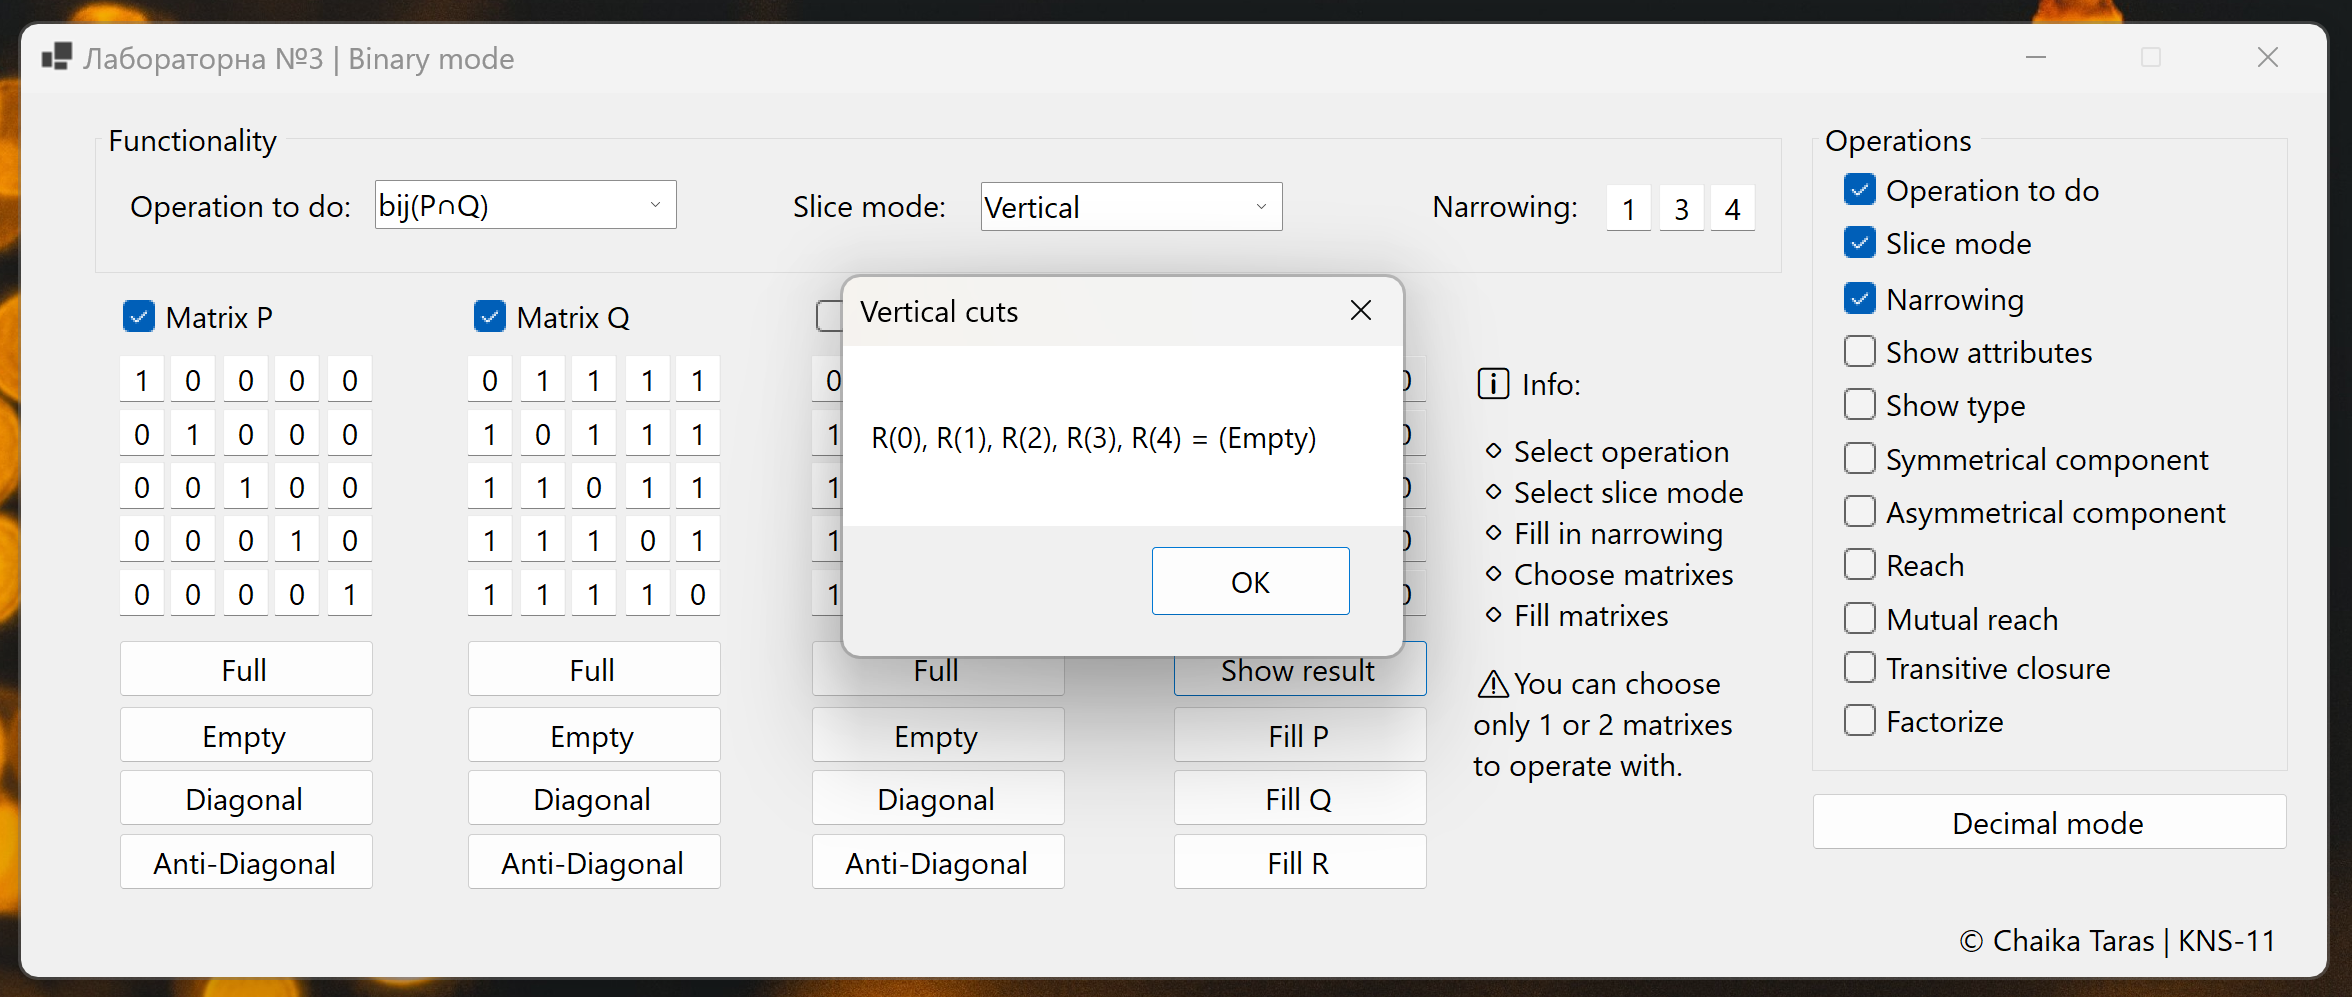 Лабораторна №3 | Binary mode
Functionality
Operation to do: bij(P∩Q) Slice mode: Vertical Narrowing: 1 3 4
Matrix P
1 0 0 0 0
0 1 0 0 0
0 0 1 0 0
0 0 0 1 0
0 0 0 0 1
Full
Empty
Diagonal
Anti-Diagonal
Matrix Q
0 1 1 1 1
1 0 1 1 1
1 1 0 1 1
1 1 1 0 1
1 1 1 1 0
Full
Empty
Diagonal
Anti-Diagonal
0
1
1
1
1
Full
Empty
Diagonal
Anti-Diagonal
Vertical cuts
R(0), R(1), R(2), R(3), R(4) = (Empty)
OK
0
0
0
0
0
Show result
Fill P
Fill Q
Fill R
Info:
⋄ Select operation
⋄ Select slice mode
⋄ Fill in narrowing
⋄ Choose matrixes
⋄ Fill matrixes
⚠You can choose
only 1 or 2 matrixes
to operate with.
Operations
Operation to do
Slice mode
Narrowing
Show attributes
Show type
Symmetrical component
Asymmetrical component
Reach
Mutual reach
Transitive closure
Factorize
Decimal mode
© Chaika Taras | KNS-11